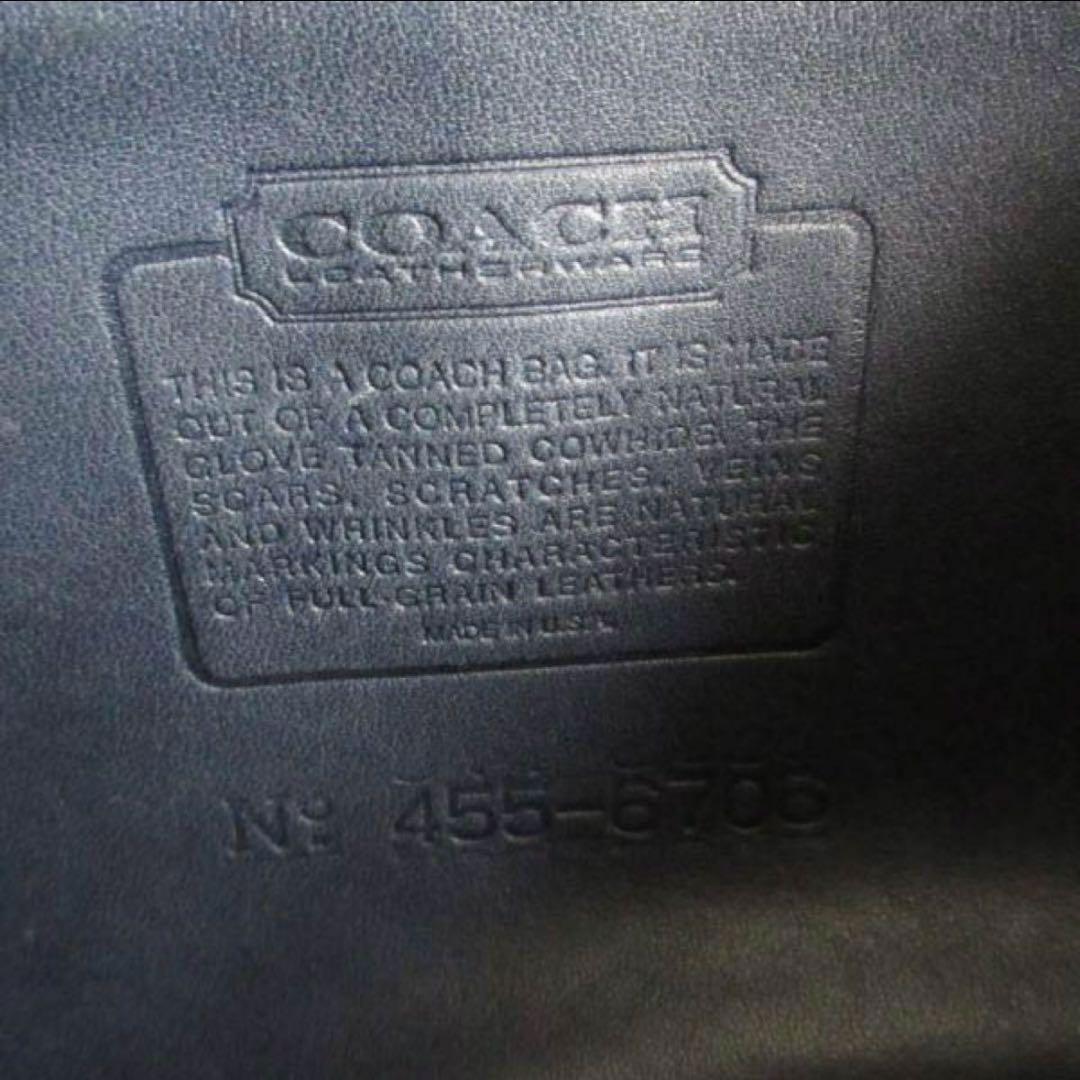 COACH
LEATHERWARE
THIS IS A COACH BAG. IT IS MADE
OUT OF A COMPLETELY NATURAL
GLOVE TANNED COWHIDE. THE
SCARS, SCRATCHES, VEINS
AND WRINKLES ARE NATURAL
MARKINGS CHARACTERISTIC
OF FULL GRAIN LEATHERS.
MADE IN U.S.A.
No 455-6706